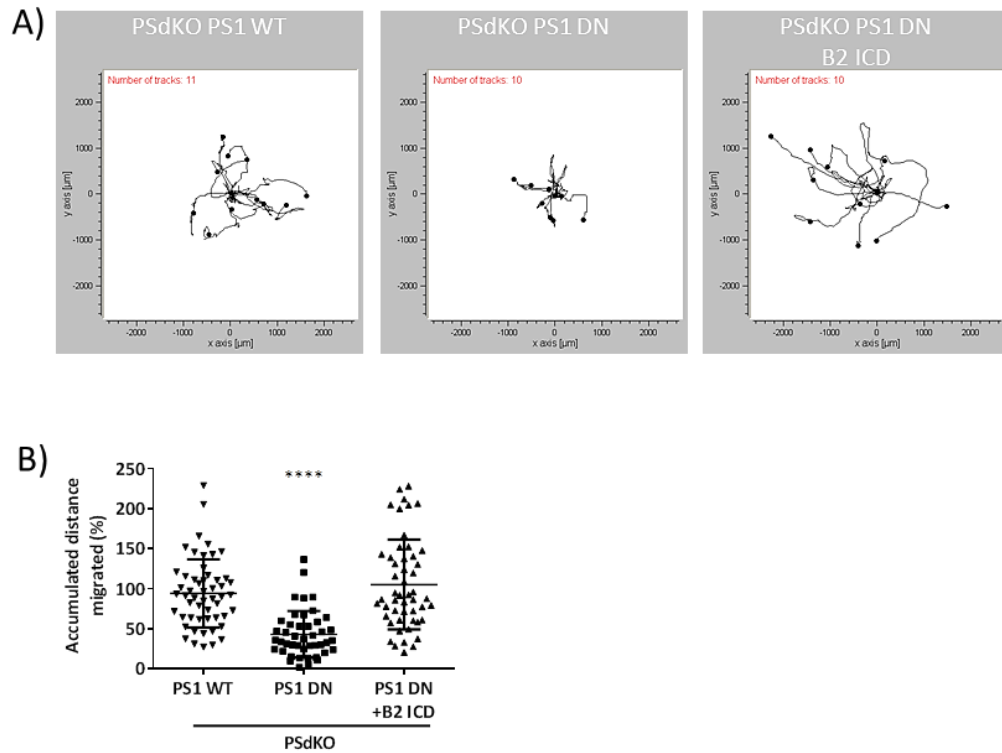 A)
PSdKO PS1 WT
Number of tracks: 11
y axis [µm]
2000
1000
0
-1000
-2000
-2000 -1000 0 1000 2000
x axis [µm]
PSdKO PS1 DN
Number of tracks: 10
y axis [µm]
2000
1000
0
-1000
-2000
-2000 -1000 0 1000 2000
x axis [µm]
PSdKO PS1 DN
B2 ICD
Number of tracks: 10
y axis [µm]
2000
1000
0
-1000
-2000
-2000 -1000 0 1000 2000
x axis [µm]
B)
Accumulated distance
migrated (%)
250
200
150
100
50
0
****
PS1 WT PS1 DN PS1 DN
+B2 ICD
PSdKO